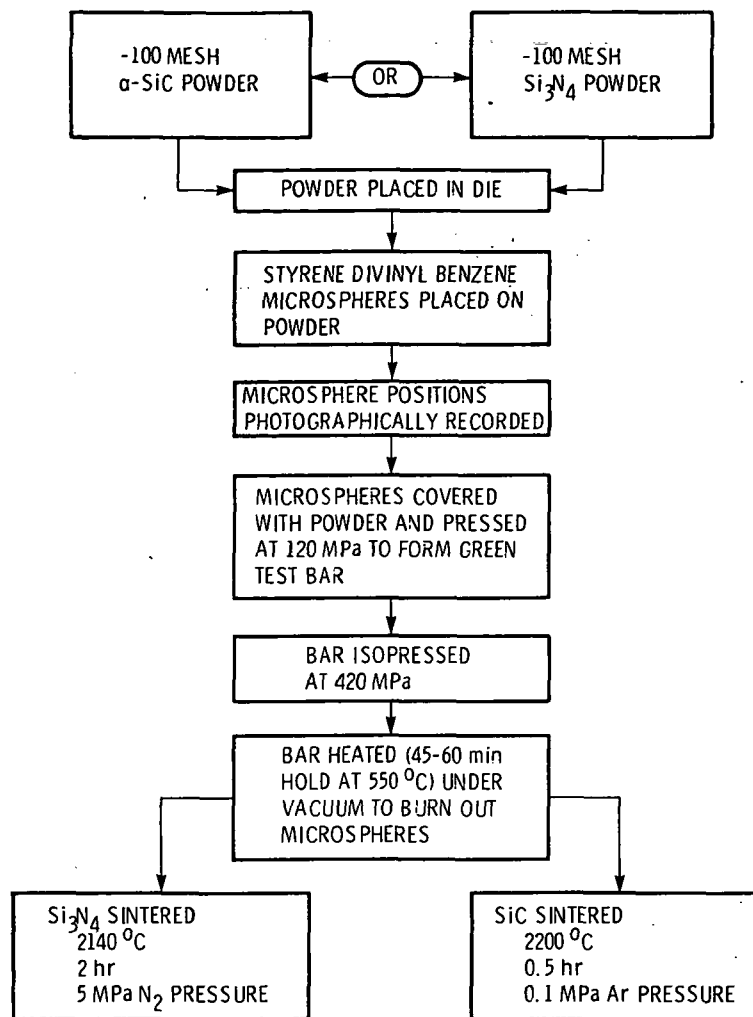 -100 MESH
α-SiC POWDER
OR
-100 MESH
Si₃N₄ POWDER
POWDER PLACED IN DIE
STYRENE DIVINYL BENZENE
MICROSPHERES PLACED ON
POWDER
MICROSPHERE POSITIONS
PHOTOGRAPHICALLY RECORDED
MICROSPHERES COVERED
WITH POWDER AND PRESSED
AT 120 MPa TO FORM GREEN
TEST BAR
BAR ISOPRESSED
AT 420 MPa
BAR HEATED (45-60 min
HOLD AT 550 °C) UNDER
VACUUM TO BURN OUT
MICROSPHERES
Si₃N₄ SINTERED
2140 °C
2 hr
5 MPa N₂ PRESSURE
SiC SINTERED
2200 °C
0.5 hr
0.1 MPa Ar PRESSURE